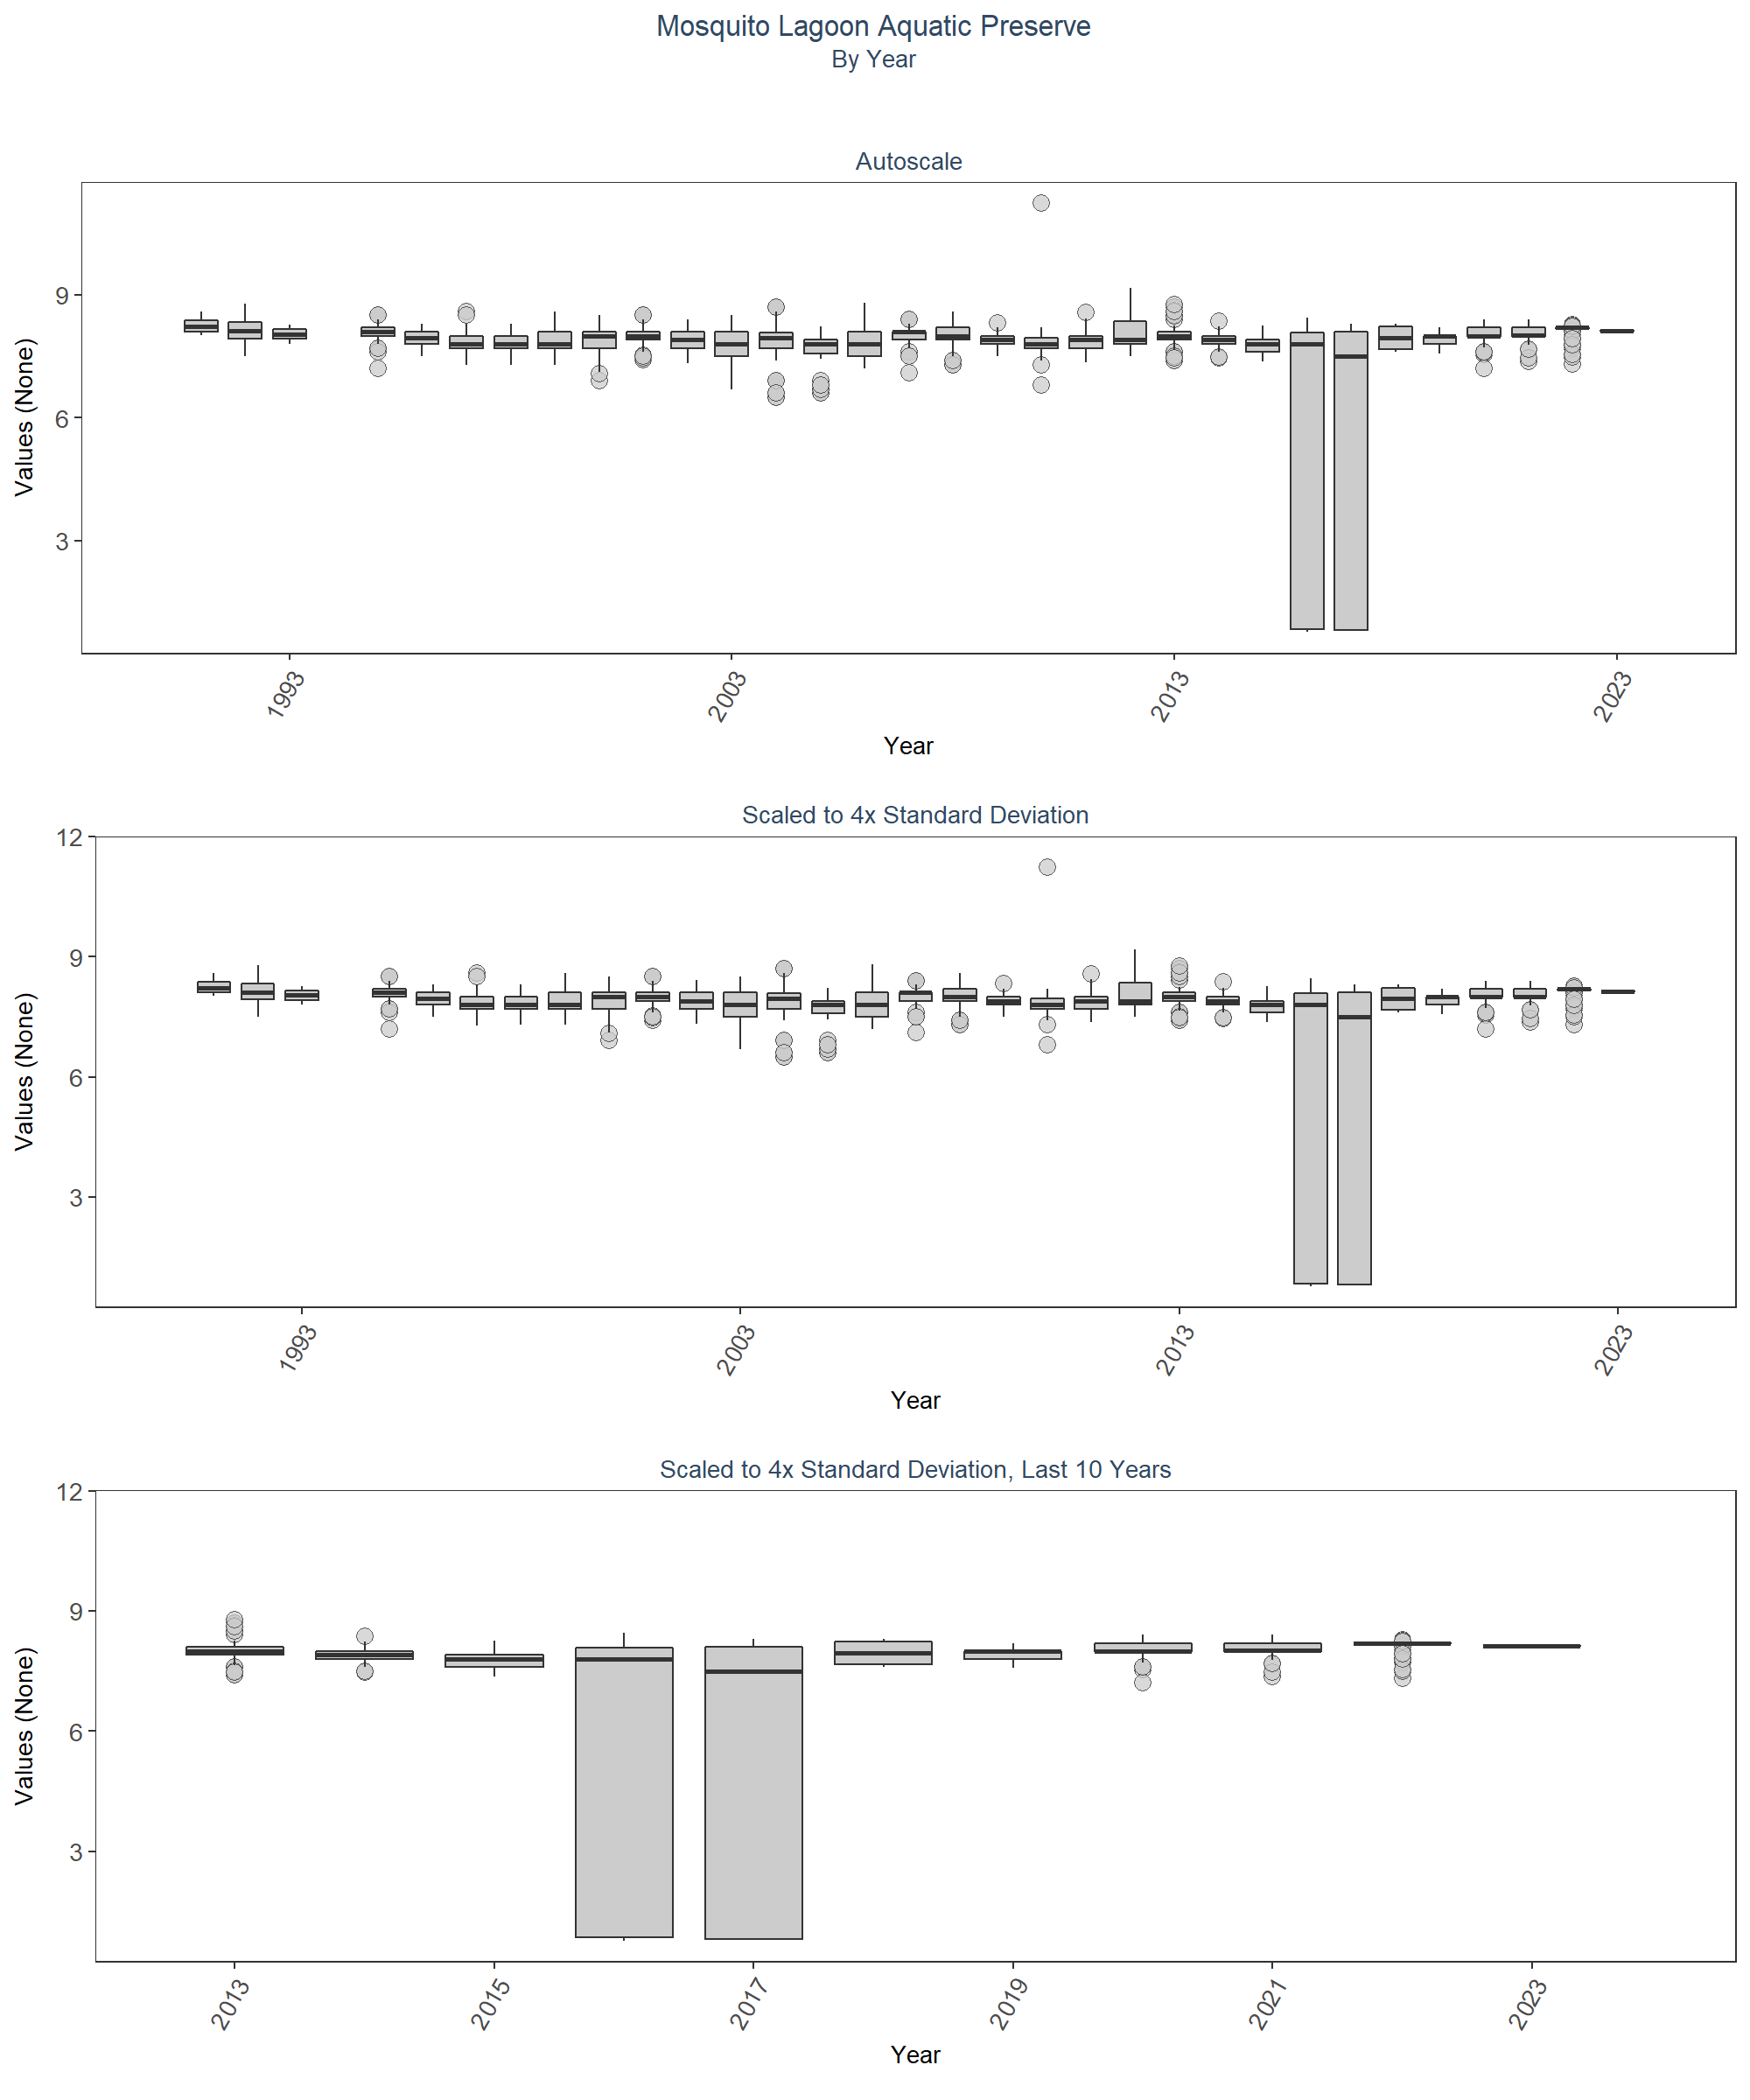 Mosquito Lagoon Aquatic Preserve
By Year
Autoscale
Values (None)
9
6
3
1993
2003
2013
2023
Year
Scaled to 4x Standard Deviation
Values (None)
12
9
6
3
1993
2003
2013
2023
Year
Scaled to 4x Standard Deviation, Last 10 Years
Values (None)
12
9
6
3
2013
2015
2017
2019
2021
2023
Year